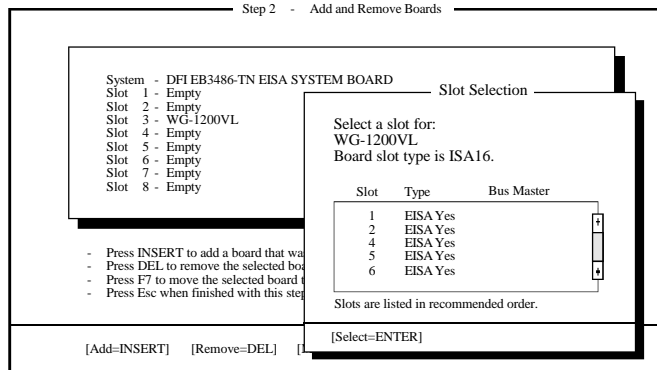 Step 2 - Add and Remove Boards
System - DFI EB3486-TN EISA SYSTEM BOARD
Slot 1 - Empty
Slot 2 - Empty
Slot 3 - WG-1200VL
Slot 4 - Empty
Slot 5 - Empty
Slot 6 - Empty
Slot 7 - Empty
Slot 8 - Empty
- Press INSERT to add a board that
- Press DEL to remove the selected
- Press F7 to move the selected board
- Press Esc when finished with this
[Add=INSERT] [Remove=DEL]
Slot Selection
Select a slot for:
WG-1200VL
Board slot type is ISA16.
Slot Type Bus Master
1 EISA Yes
2 EISA Yes
4 EISA Yes
5 EISA Yes
6 EISA Yes
Slots are listed in recommended order.
[Select=ENTER]